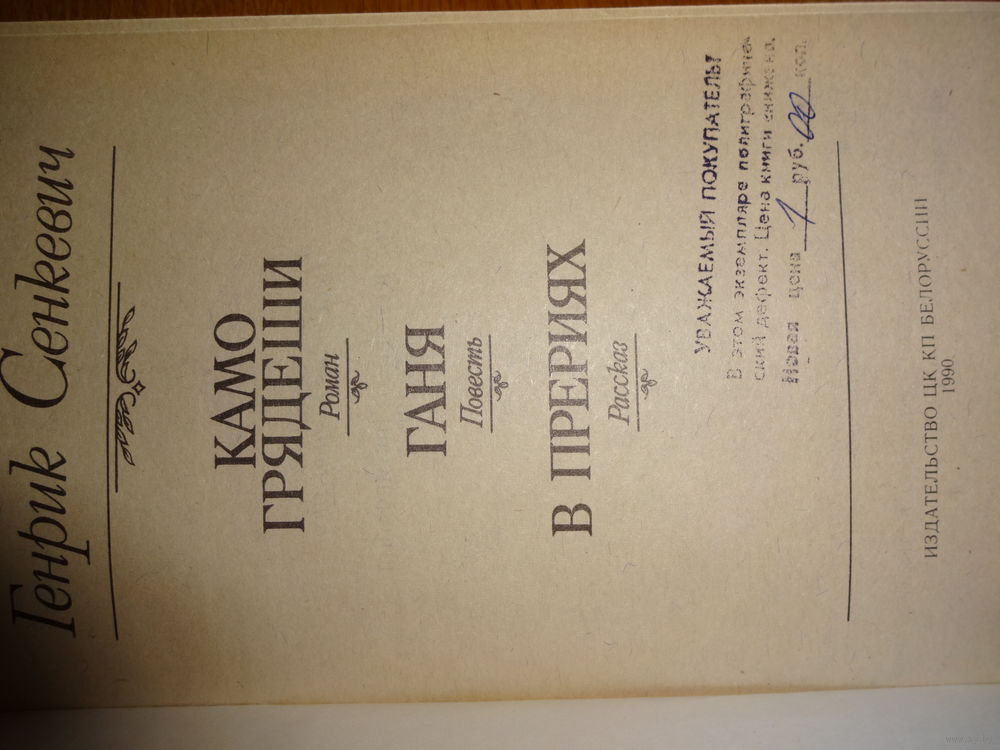 Генрик Сенкевич
КАМО
ГРЯДЕШИ
Роман
ГАНЯ
Повесть
В ПРЕРИЯХ
Рассказ
УВАЖАЕМЫЙ ПОКУПАТЕЛЬ!
В этом экземпляре полиграфиче-
ский дефект. Цена книги снижена.
Новая цена 1 руб. 00 коп.
ИЗДАТЕЛЬСТВО ЦК КП БЕЛОРУССИИ
1990